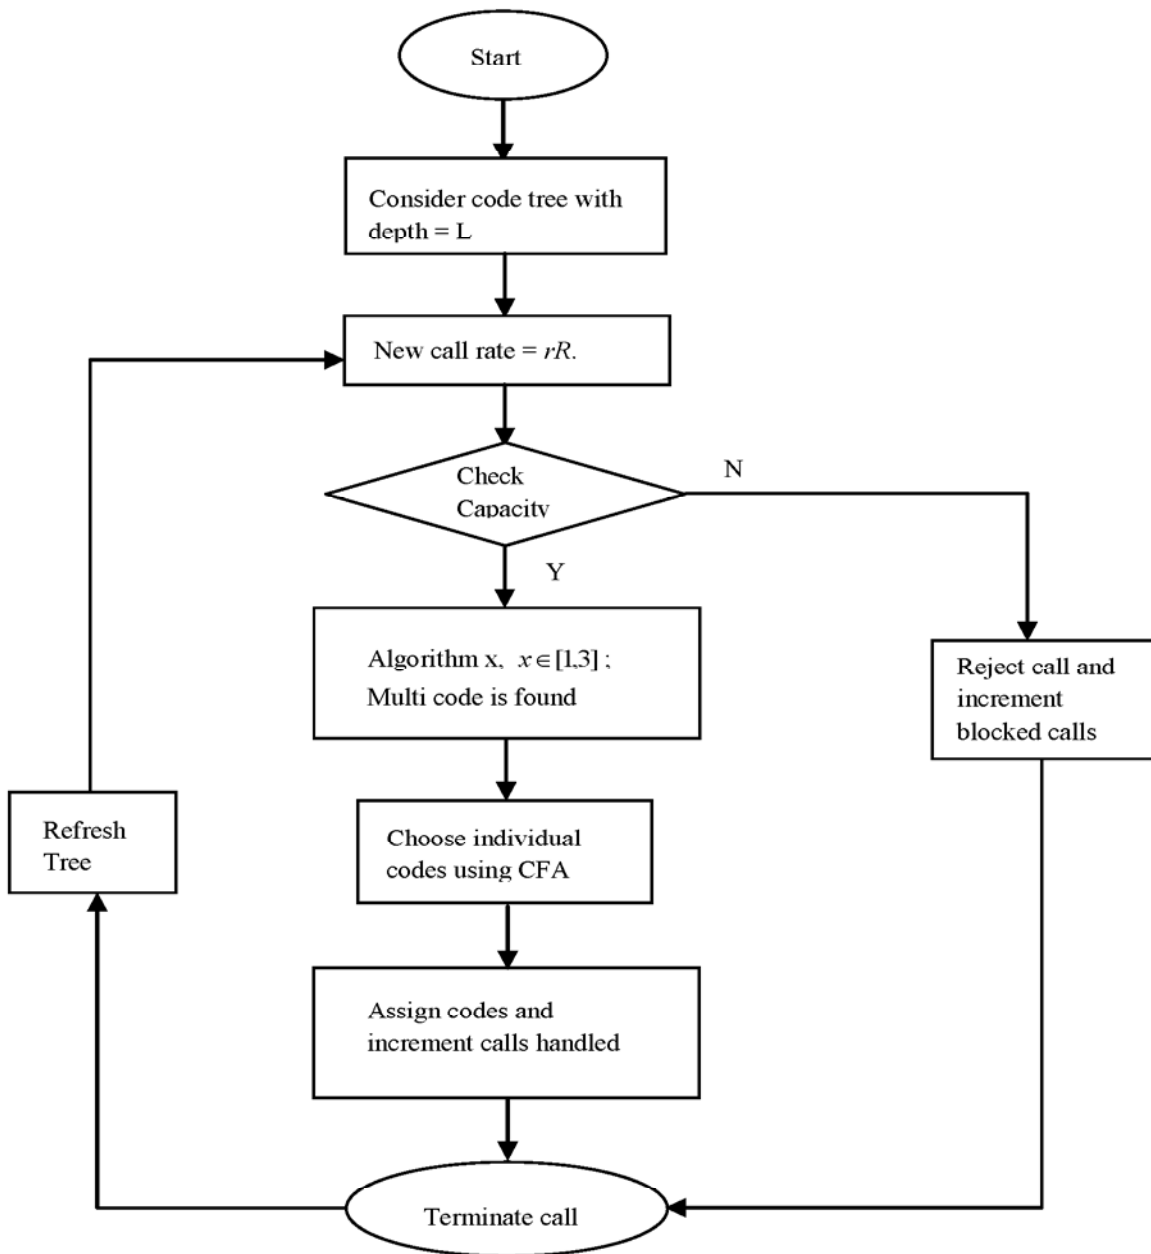 Start
Consider code tree with
depth = L
New call rate = rR.
Check
Capacity
N
Y
Algorithm x, x∈[1,3] ;
Multi code is found
Reject call and
increment
blocked calls
Choose individual
codes using CFA
Refresh
Tree
Assign codes and
increment calls handled
Terminate call